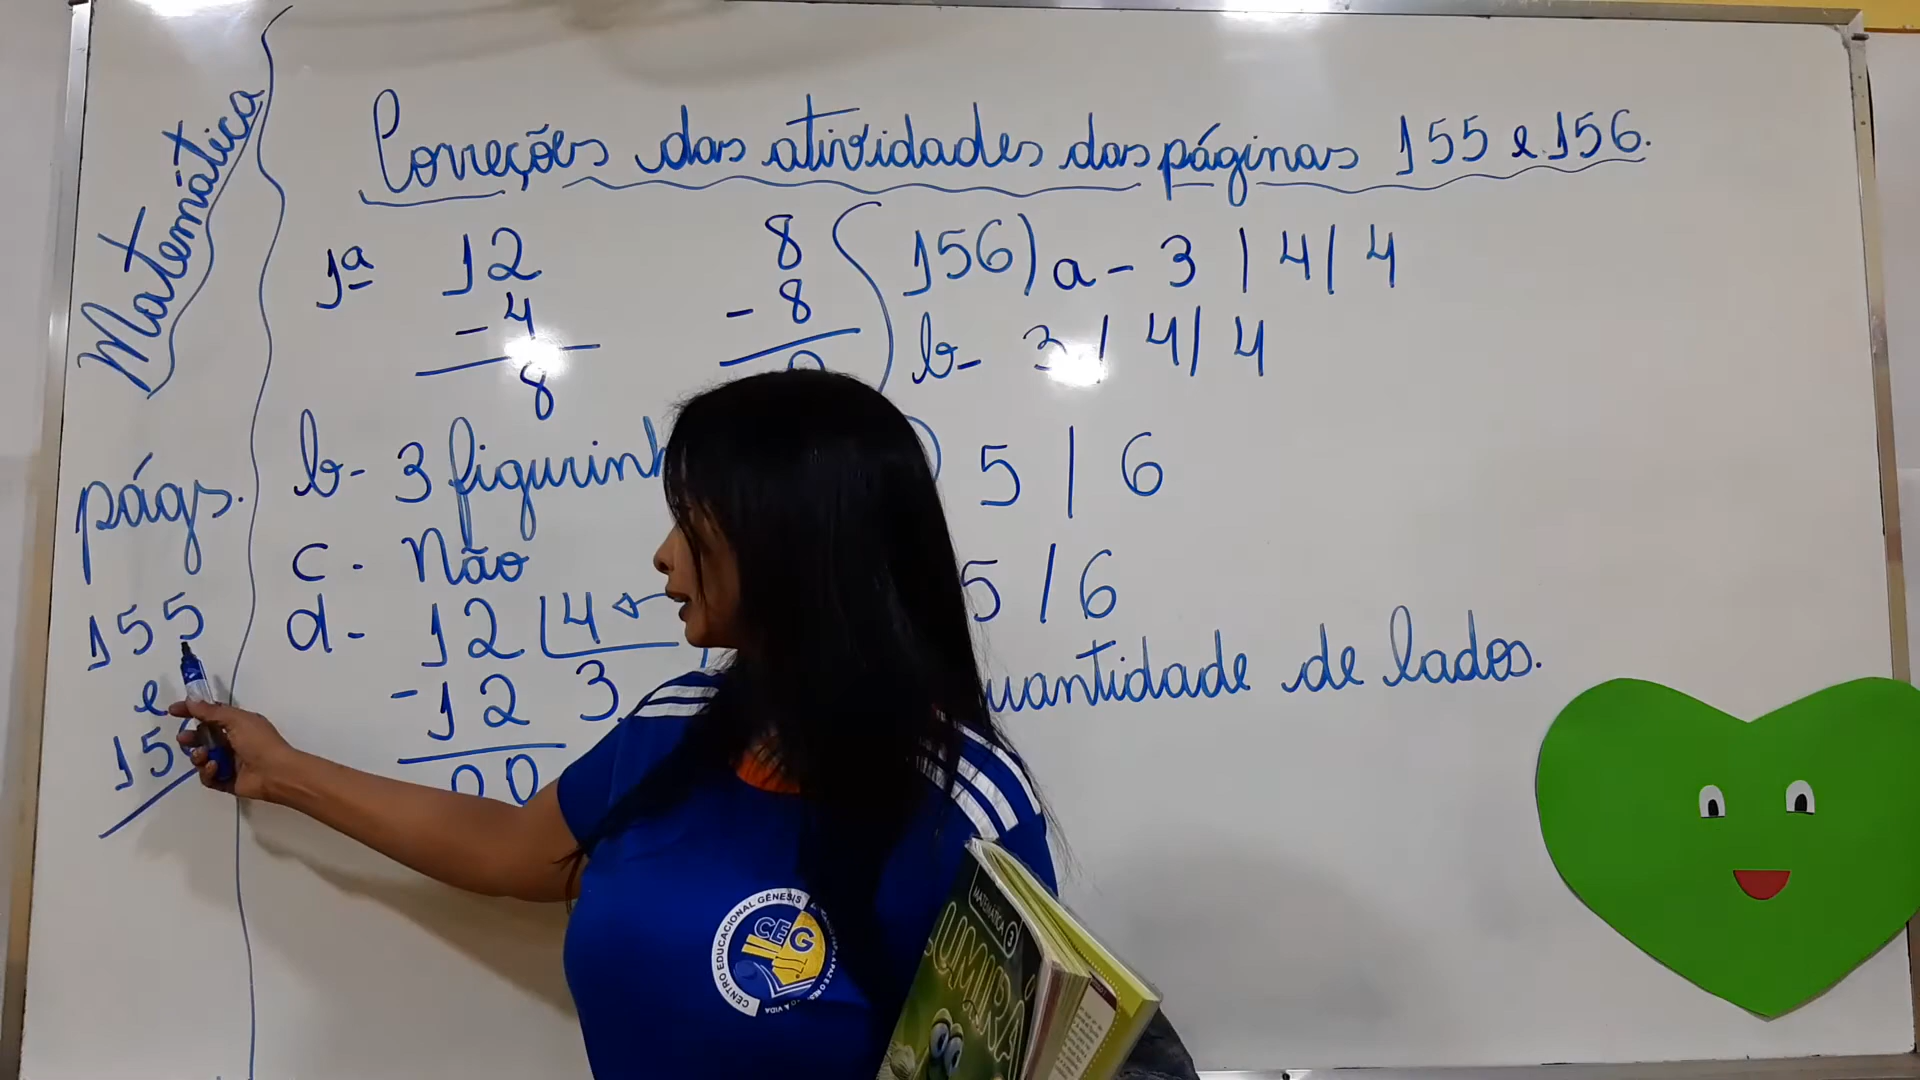 Matemática
págs.
155
e
15
Correções das atividades das páginas 155 e 156.
1ª 12
- 4
8
8
- 8
0
b- 3
c - Não
d - 12 4
- 12 3
00
156) a - 3 | 4 | 4
b- 3 | 4 | 4
5 | 6
5 / 6
de lados.
CENTRO EDUCACIONAL GÊNESIS
CEG
MATEMÁTICA 3